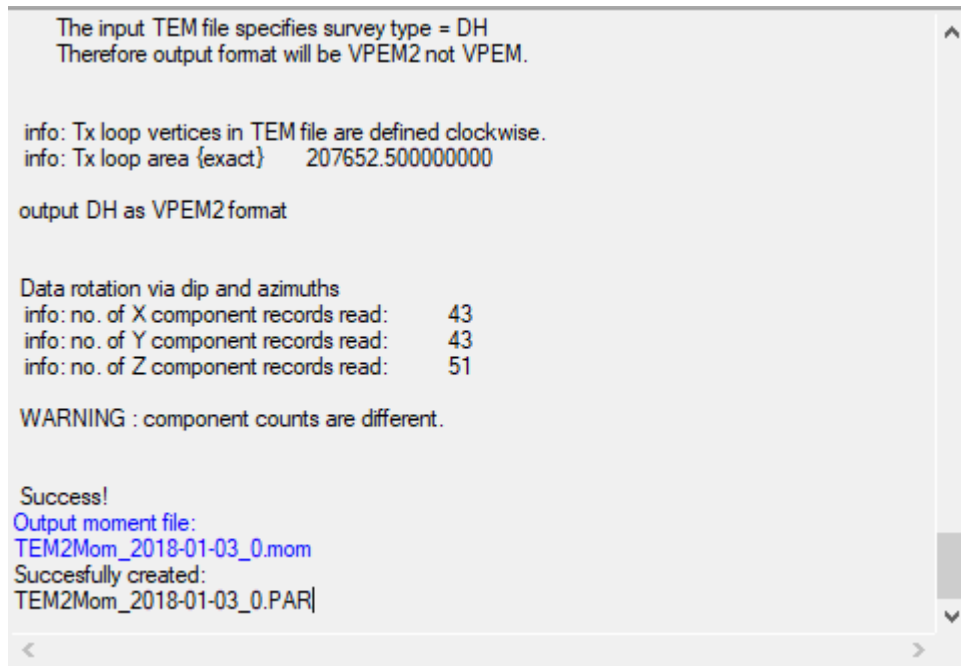 The input TEM file specifies survey type = DH
Therefore output format will be VPEM2 not VPEM.
info: Tx loop vertices in TEM file are defined clockwise.
info: Tx loop area {exact} 207652.500000000
output DH as VPEM2 format
Data rotation via dip and azimuths
info: no. of X component records read: 43
info: no. of Y component records read: 43
info: no. of Z component records read: 51
WARNING : component counts are different.
Success!
Output moment file:
TEM2Mom_2018-01-03_0.mom
Succesfully created:
TEM2Mom_2018-01-03_0.PAR